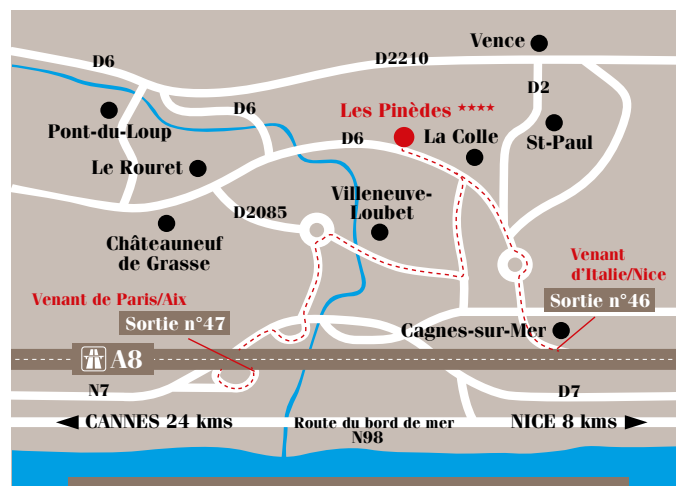 Vence
D2210
D6
D2
D6
Les Pinèdes ****
Pont-du-Loup
D6
La Colle
St-Paul
Le Rouret
Villeneuve-
Loubet
D2085
Châteauneuf
de Grasse
Venant
d'Italie/Nice
Venant de Paris/Aix
Sortie n°46
Sortie n°47
Cagnes-sur-Mer
A8
N7
D7
CANNES 24 kms
Route du bord de mer
N98
NICE 8 kms